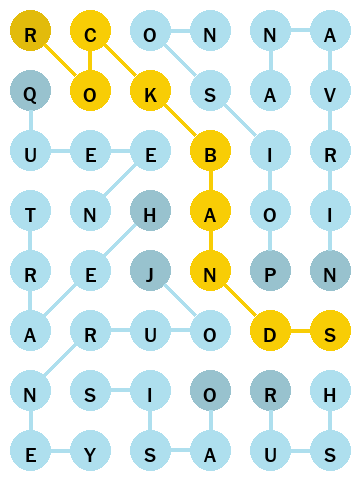 R C O N N A
Q O K S A V
U E E B I R
T N H A O I
R E J N P N
A R U O D S
N S I O R H
E Y S A U S